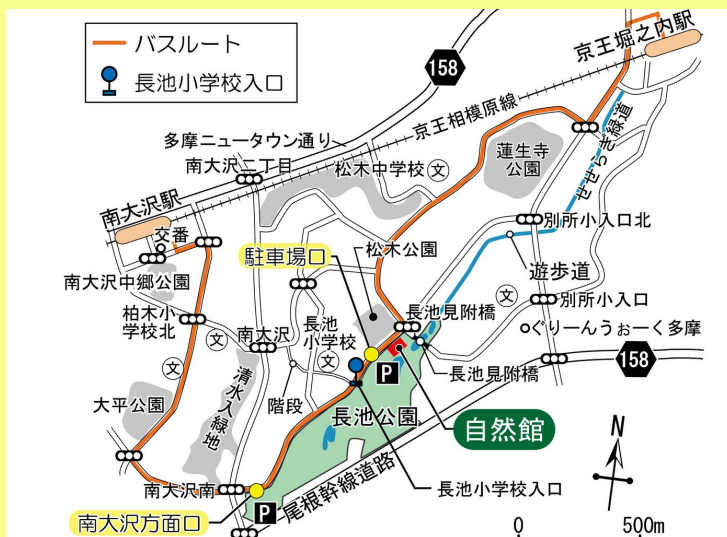 バスルート
長池小学校入口
158
京王堀之内駅
多摩ニュータウン通り
京王相模原線
せせらぎ緑道
南大沢二丁目
松木中学校
文
蓮生寺
公園
南大沢駅
交番
別所小入口北
駐車場口
松木公園
南大沢中郷公園
遊歩道
柏木小
学校北
南大沢
長池
小学校
文
長池見附橋
文
別所小入口
ぐりーんうぉーく多摩
文
文
清水入緑地
階段
P
長池見附橋
158
大平公園
長池公園
自然館
N
南大沢南
尾根幹線道路
長池小学校入口
南大沢方面口
P
0
500m